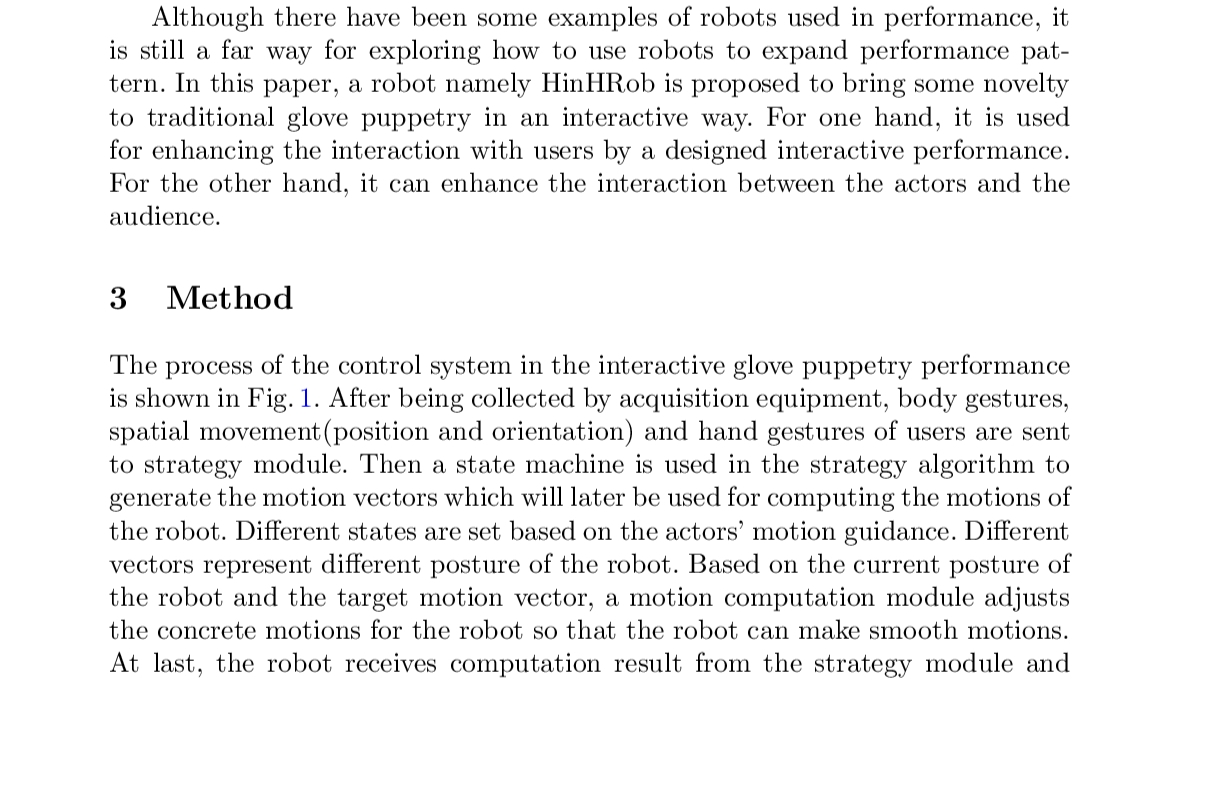 Although there have been some examples of robots used in performance, it
is still a far way for exploring how to use robots to expand performance pat-
tern. In this paper, a robot namely HinHRob is proposed to bring some novelty
to traditional glove puppetry in an interactive way. For one hand, it is used
for enhancing the interaction with users by a designed interactive performance.
For the other hand, it can enhance the interaction between the actors and the
audience.
3 Method
The process of the control system in the interactive glove puppetry performance
is shown in Fig. 1. After being collected by acquisition equipment, body gestures,
spatial movement(position and orientation) and hand gestures of users are sent
to strategy module. Then a state machine is used in the strategy algorithm to
generate the motion vectors which will later be used for computing the motions of
the robot. Different states are set based on the actors' motion guidance. Different
vectors represent different posture of the robot. Based on the current posture of
the robot and the target motion vector, a motion computation module adjusts
the concrete motions for the robot so that the robot can make smooth motions.
At last, the robot receives computation result from the strategy module and